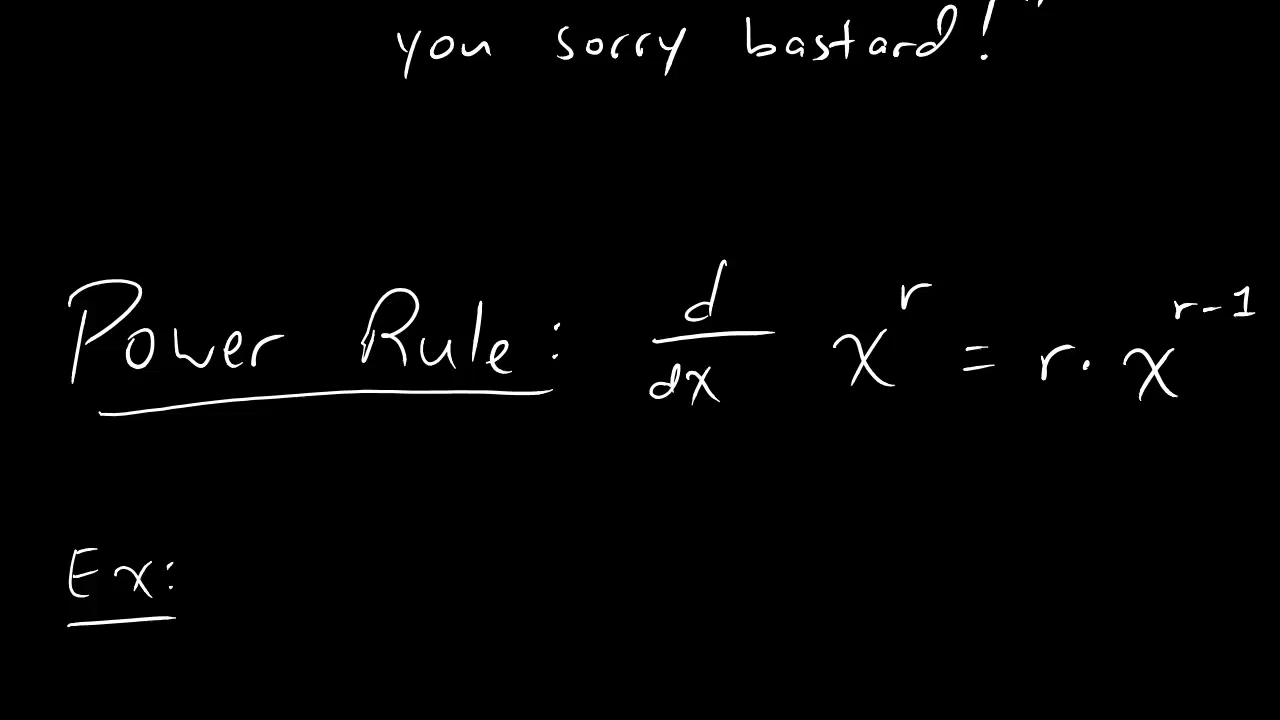 you sorry bastard!"
Power Rule: d/dx x^r = r · x^(r-1)
Ex: